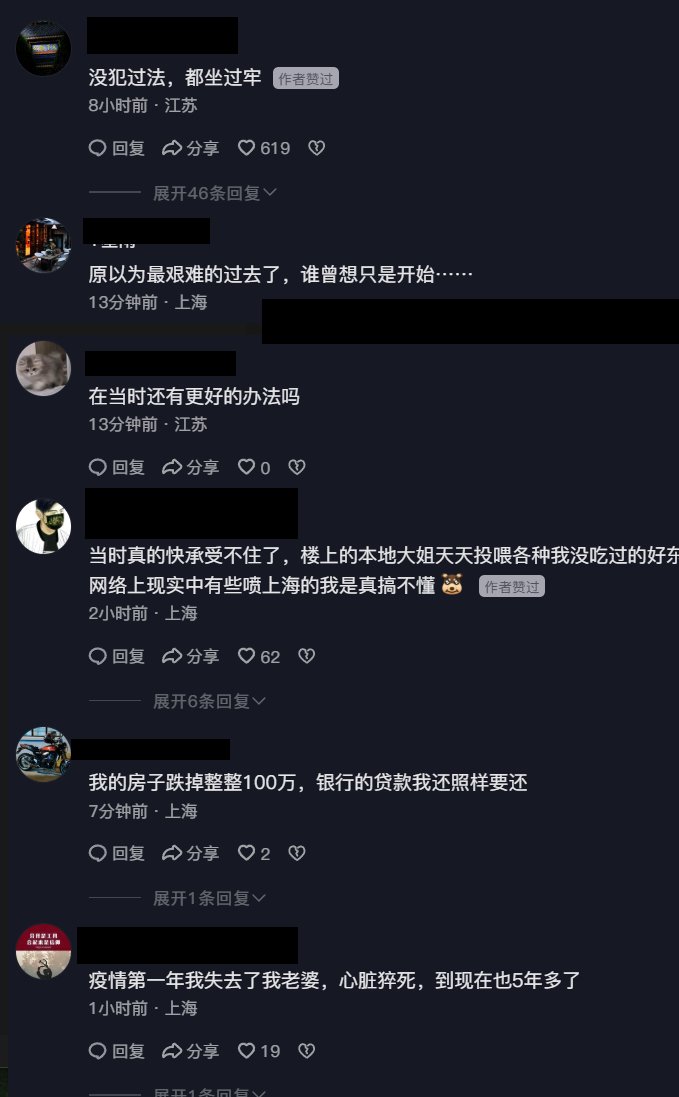 没犯过法，都坐过牢 作者赞过
8小时前 · 江苏
回复 分享 619
展开46条回复
原以为最艰难的过去了，谁曾想只是开始……
13分钟前 · 上海
在当时还有更好的办法吗
13分钟前 · 江苏
回复 分享 0
当时真的快承受不住了，楼上的本地大姐天天投喂各种我没吃过的好东
网络上现实中有些喷上海的我是真搞不懂 作者赞过
2小时前 · 上海
回复 分享 62
展开6条回复
我的房子跌掉整整100万，银行的贷款我还照样要还
7分钟前 · 上海
回复 分享 2
展开1条回复
疫情第一年我失去了我老婆，心脏猝死，到现在也5年多了
1小时前 · 上海
回复 分享 19
展开1条回复